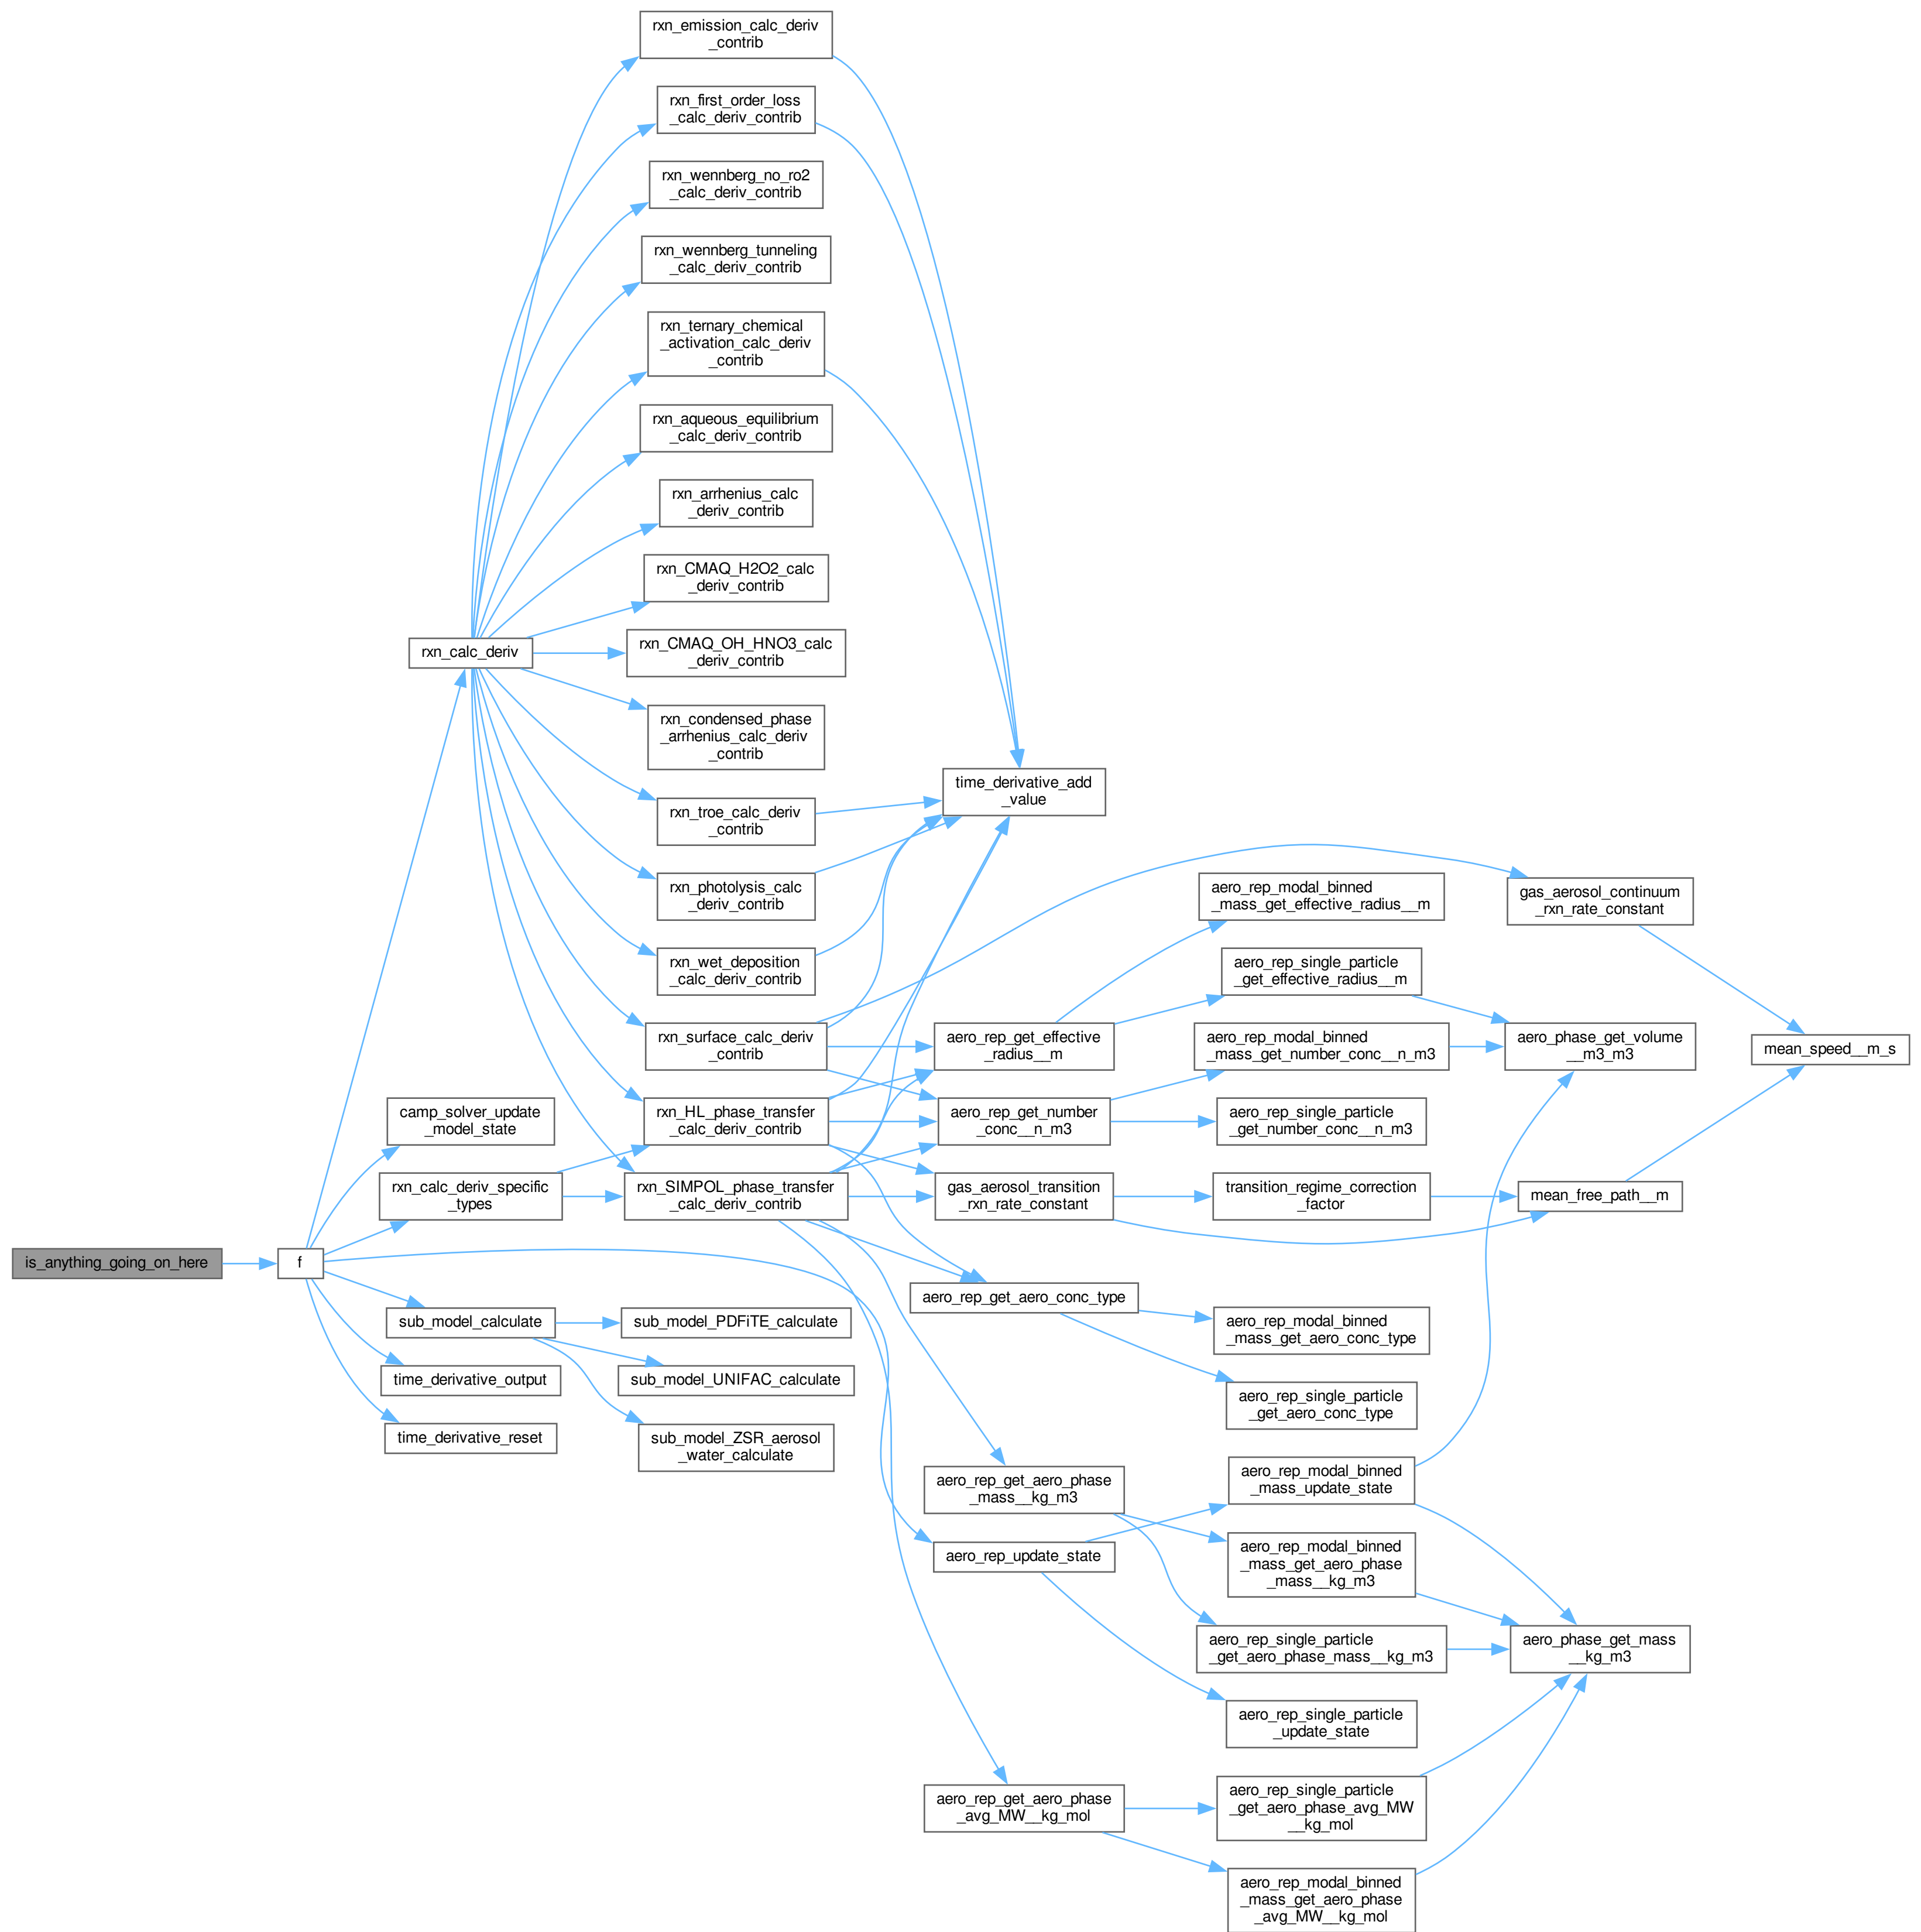 rxn_emission_calc_deriv
_contrib
rxn_first_order_loss
_calc_deriv_contrib
rxn_wennberg_no_ro2
_calc_deriv_contrib
rxn_wennberg_tunneling
_calc_deriv_contrib
rxn_ternary_chemical
_activation_calc_deriv
_contrib
rxn_aqueous_equilibrium
_calc_deriv_contrib
rxn_arrhenius_calc
_deriv_contrib
rxn_CMAQ_H2O2_calc
_deriv_contrib
rxn_calc_deriv
rxn_CMAQ_OH_HNO3_calc
_deriv_contrib
rxn_condensed_phase
_arrhenius_calc_deriv
_contrib
time_derivative_add
_value
rxn_troe_calc_deriv
_contrib
rxn_photolysis_calc
_deriv_contrib
aero_rep_modal_binned
_mass_get_effective_radius__m
gas_aerosol_continuum
_rxn_rate_constant
rxn_wet_deposition
_calc_deriv_contrib
aero_rep_single_particle
_get_effective_radius__m
rxn_surface_calc_deriv
_contrib
aero_rep_get_effective
_radius__m
aero_rep_modal_binned
_mass_get_number_conc__n_m3
aero_phase_get_volume
__m3_m3
mean_speed__m_s
camp_solver_update
_model_state
rxn_HL_phase_transfer
_calc_deriv_contrib
aero_rep_get_number
_conc__n_m3
aero_rep_single_particle
_get_number_conc__n_m3
rxn_calc_deriv_specific
_types
rxn_SIMPOL_phase_transfer
_calc_deriv_contrib
gas_aerosol_transition
_rxn_rate_constant
transition_regime_correction
_factor
mean_free_path__m
is_anything_going_on_here
f
aero_rep_get_aero_conc_type
sub_model_calculate
sub_model_PDFiTE_calculate
aero_rep_modal_binned
_mass_get_aero_conc_type
time_derivative_output
sub_model_UNIFAC_calculate
aero_rep_single_particle
_get_aero_conc_type
time_derivative_reset
sub_model_ZSR_aerosol
_water_calculate
aero_rep_get_aero_phase
_mass__kg_m3
aero_rep_modal_binned
_mass_update_state
aero_rep_update_state
aero_rep_modal_binned
_mass_get_aero_phase
_mass__kg_m3
aero_rep_single_particle
_get_aero_phase_mass__kg_m3
aero_phase_get_mass
__kg_m3
aero_rep_single_particle
_update_state
aero_rep_get_aero_phase
_avg_MW__kg_mol
aero_rep_single_particle
_get_aero_phase_avg_MW
__kg_mol
aero_rep_modal_binned
_mass_get_aero_phase
_avg_MW__kg_mol